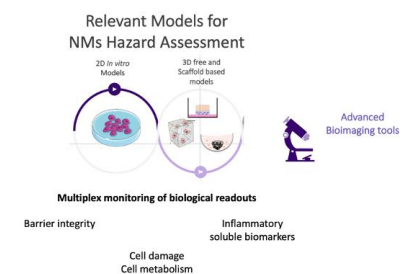 Relevant Models for
NMs Hazard Assessment
2D In vitro
Models
3D free and
Scaffold based
models
Advanced
Bioimaging tools
Multiplex monitoring of biological readouts
Barrier integrity
Inflammatory
soluble biomarkers
Cell damage
Cell metabolism